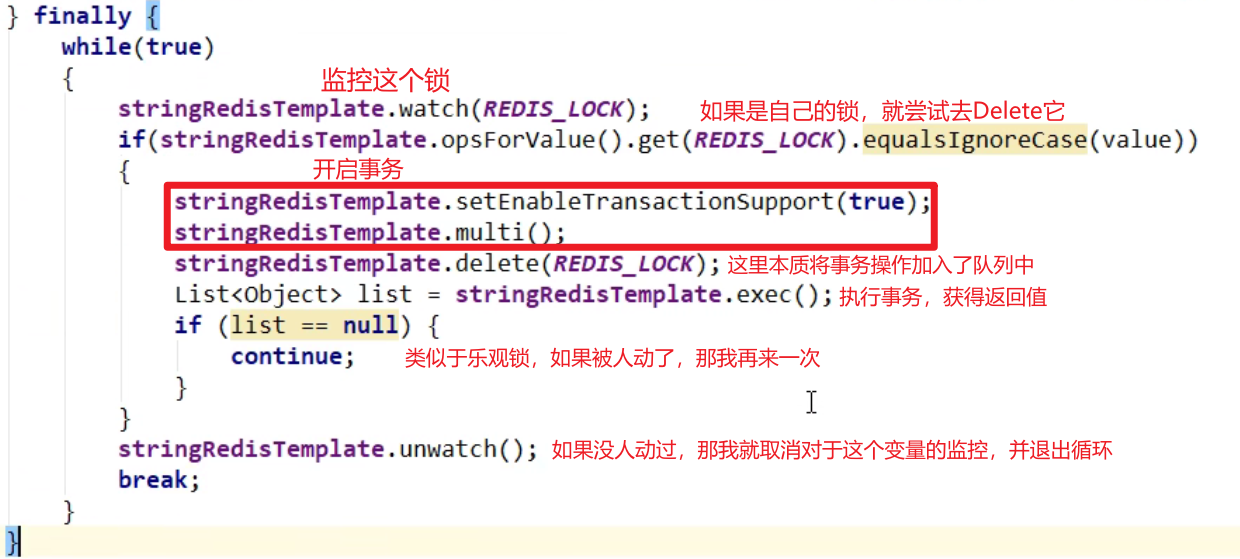 } finally {
while(true)
{
监控这个锁
stringRedisTemplate.watch(REDIS_LOCK); 如果是自己的锁，就尝试去Delete它
if(stringRedisTemplate.opsForValue().get(REDIS_LOCK).equalsIgnoreCase(value))
{
开启事务
stringRedisTemplate.setEnableTransactionSupport(true);
stringRedisTemplate.multi();
stringRedisTemplate.delete(REDIS_LOCK); 这里本质将事务操作加入了队列中
List<Object> list = stringRedisTemplate.exec(); 执行事务，获得返回值
if (list == null) {
continue; 类似于乐观锁，如果被人动了，那我再来一次
}
}
stringRedisTemplate.unwatch(); 如果没人动过，那我就取消对于这个变量的监控，并退出循环
break;
}
}